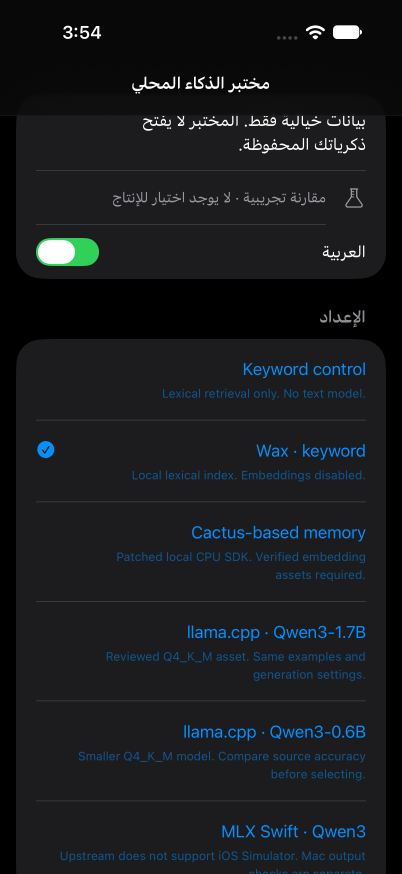 3:54
مختبر الذكاء المحلي
بيانات خيالية فقط. المختبر لا يفتح
ذكرياتك المحفوظة.
مقارنة تجريبية · لا يوجد اختيار للإنتاج
العربية
الإعداد
Keyword control
Lexical retrieval only. No text model.
Wax · keyword
Local lexical index. Embeddings disabled.
Cactus-based memory
Patched local CPU SDK. Verified embedding
assets required.
llama.cpp · Qwen3-1.7B
Reviewed Q4_K_M asset. Same examples and
generation settings.
llama.cpp · Qwen3-0.6B
Smaller Q4_K_M model. Compare source accuracy
before selecting.
MLX Swift · Qwen3
Upstream does not support iOS Simulator. Mac output
checks are separate.